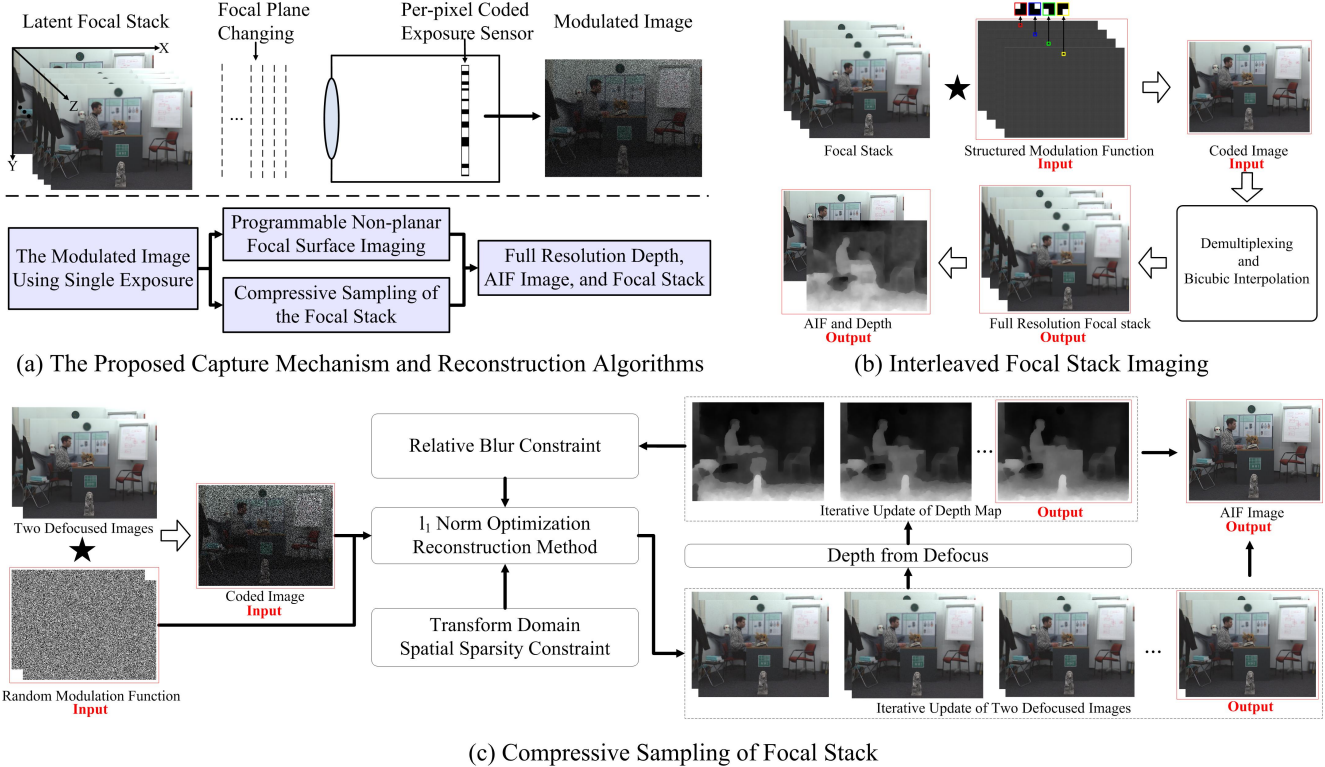 Latent Focal Stack
Focal Plane
Changing
Per-pixel Coded
Exposure Sensor
Modulated Image
X
Z
Y
...
The Modulated Image
Using Single Exposure
Programmable Non-planar
Focal Surface Imaging
Compressive Sampling of
the Focal Stack
Full Resolution Depth,
AIF Image, and Focal Stack
(a) The Proposed Capture Mechanism and Reconstruction Algorithms
Focal Stack
Structured Modulation Function
Input
Coded Image
Input
Demultiplexing
and
Bicubic Interpolation
Full Resolution Focal stack
Output
AIF and Depth
Output
(b) Interleaved Focal Stack Imaging
Two Defocused Images
Random Modulation Function
Input
Coded Image
Input
Relative Blur Constraint
l₁ Norm Optimization
Reconstruction Method
Transform Domain
Spatial Sparsity Constraint
...
Iterative Update of Depth Map
Output
Depth from Defocus
...
Iterative Update of Two Defocused Images
Output
AIF Image
Output
(c) Compressive Sampling of Focal Stack